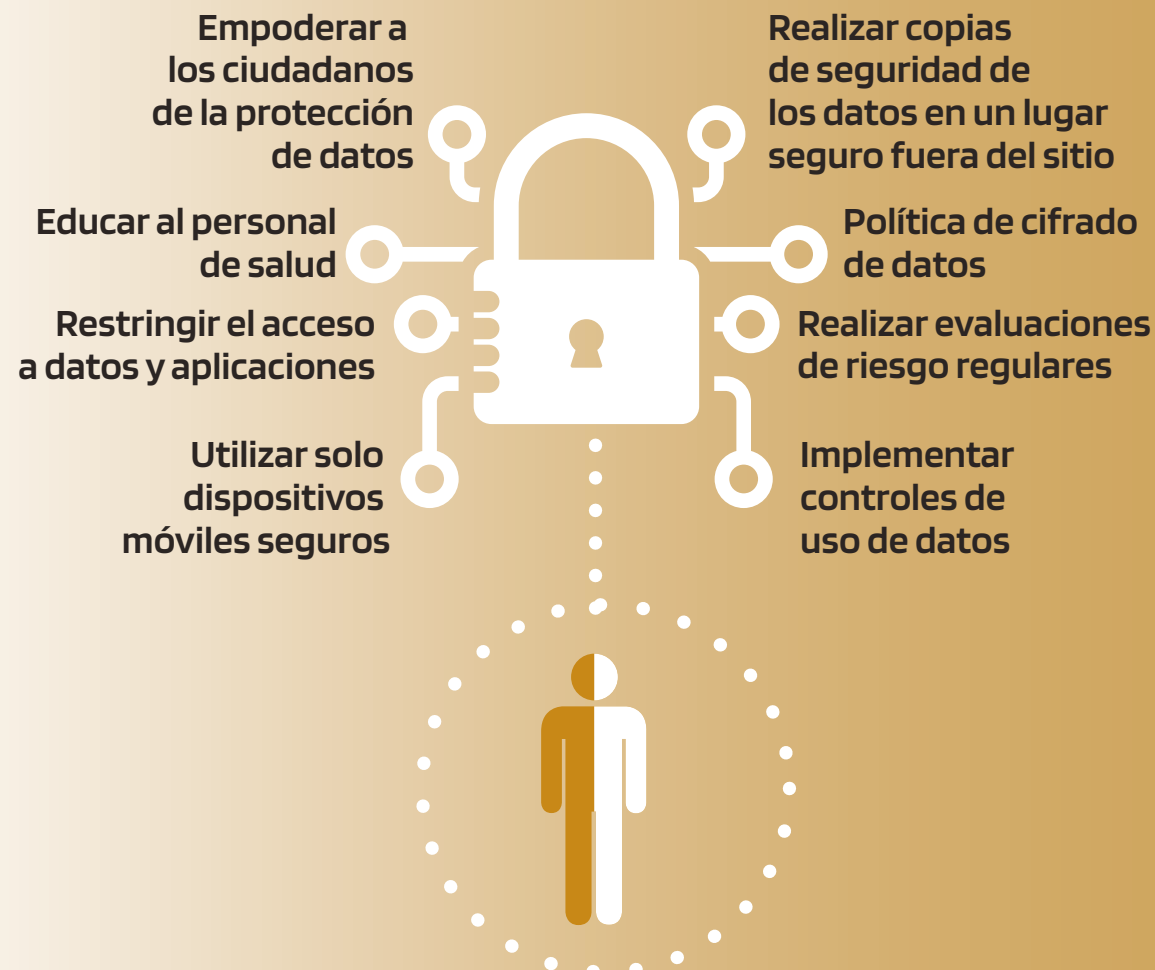 Empoderar a
los ciudadanos
de la protección
de datos
Educar al personal
de salud
Restringir el acceso
a datos y aplicaciones
Utilizar solo
dispositivos
móviles seguros
Realizar copias
de seguridad de
los datos en un lugar
seguro fuera del sitio
Política de cifrado
de datos
Realizar evaluaciones
de riesgo regulares
Implementar
controles de
uso de datos